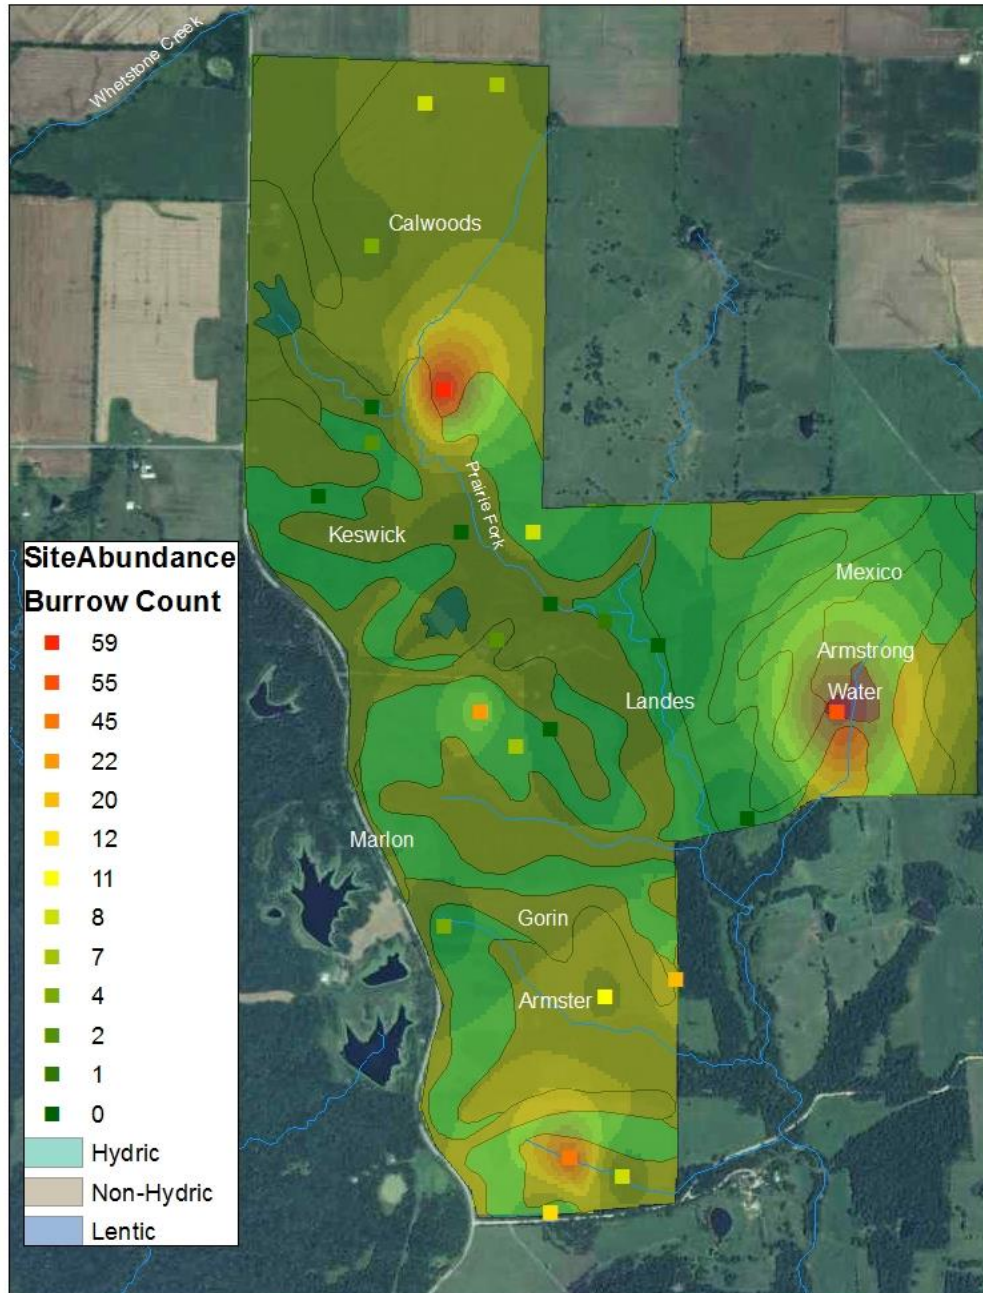 Whetstone Creek
Calwoods
Prairie Fork
Keswick
Mexico
Armstrong
Water
Landes
Marlon
Gorin
Armster
SiteAbundance
Burrow Count
59
55
45
22
20
12
11
8
7
4
2
1
0
Hydric
Non-Hydric
Lentic